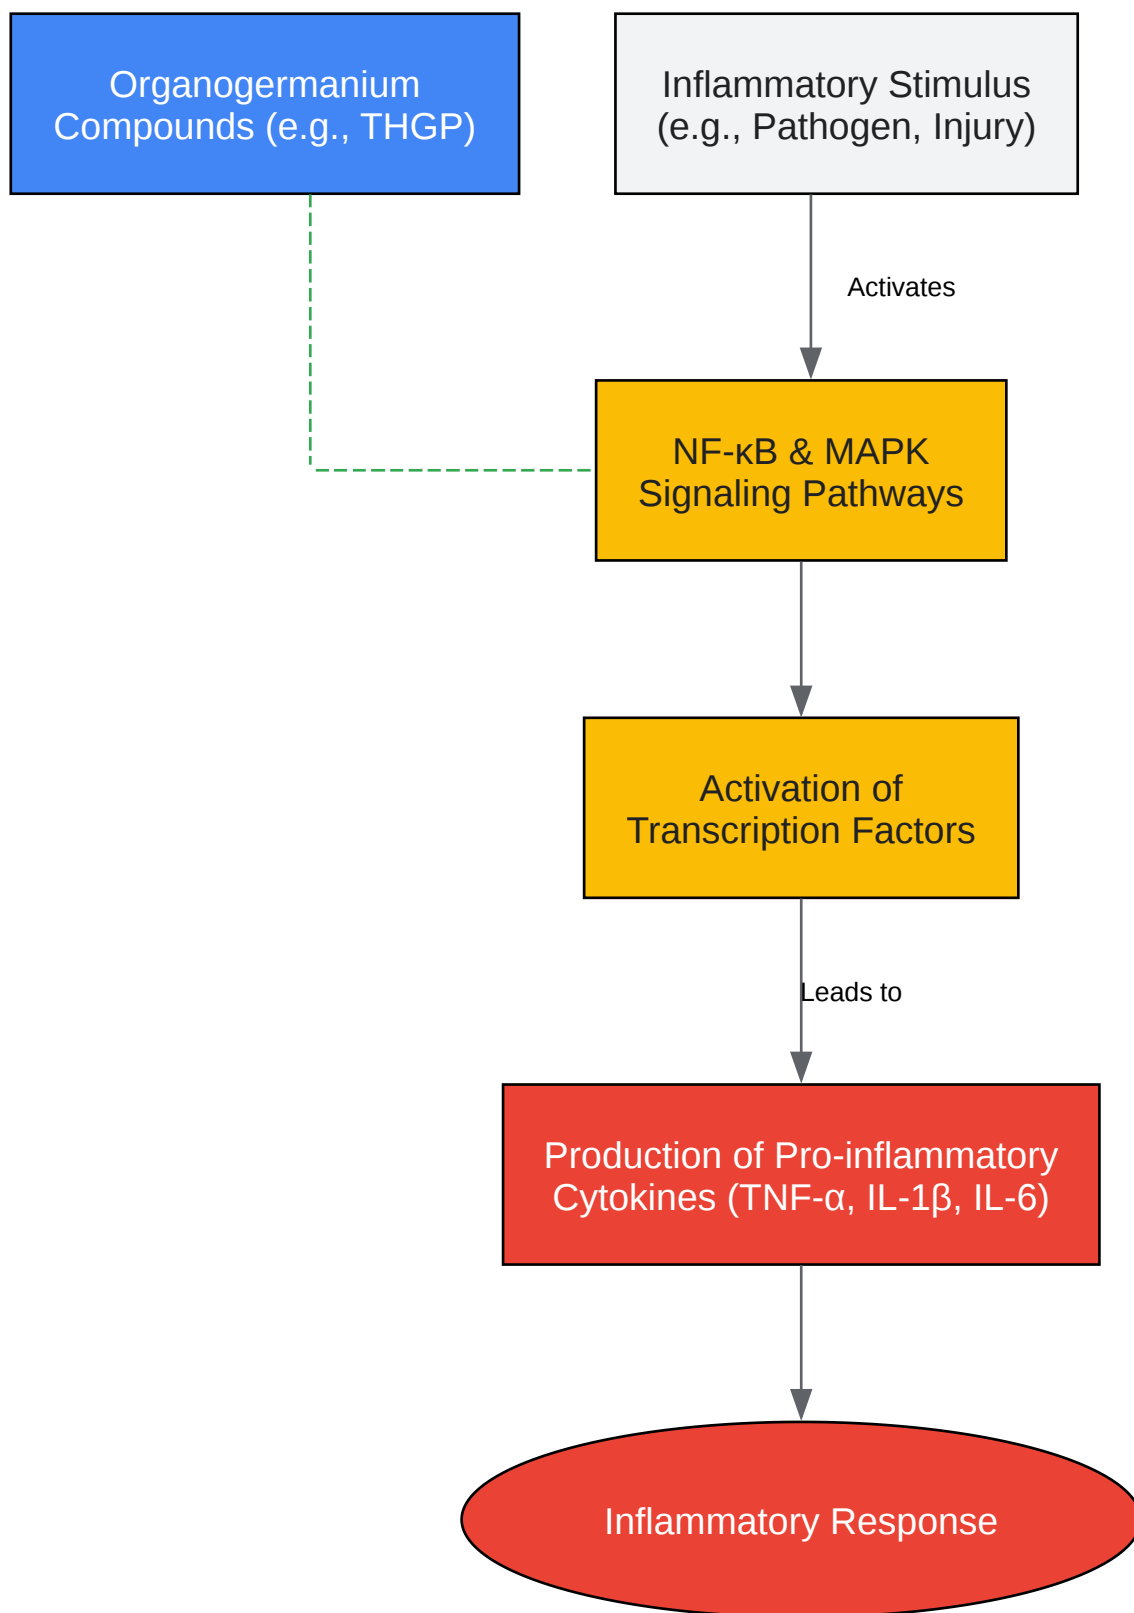 Organogermanium
Compounds (e.g., THGP)
Inflammatory Stimulus
(e.g., Pathogen, Injury)
Activates
NF-κB & MAPK
Signaling Pathways
Activation of
Transcription Factors
Leads to
Production of Pro-inflammatory
Cytokines (TNF-α, IL-1β, IL-6)
Inflammatory Response